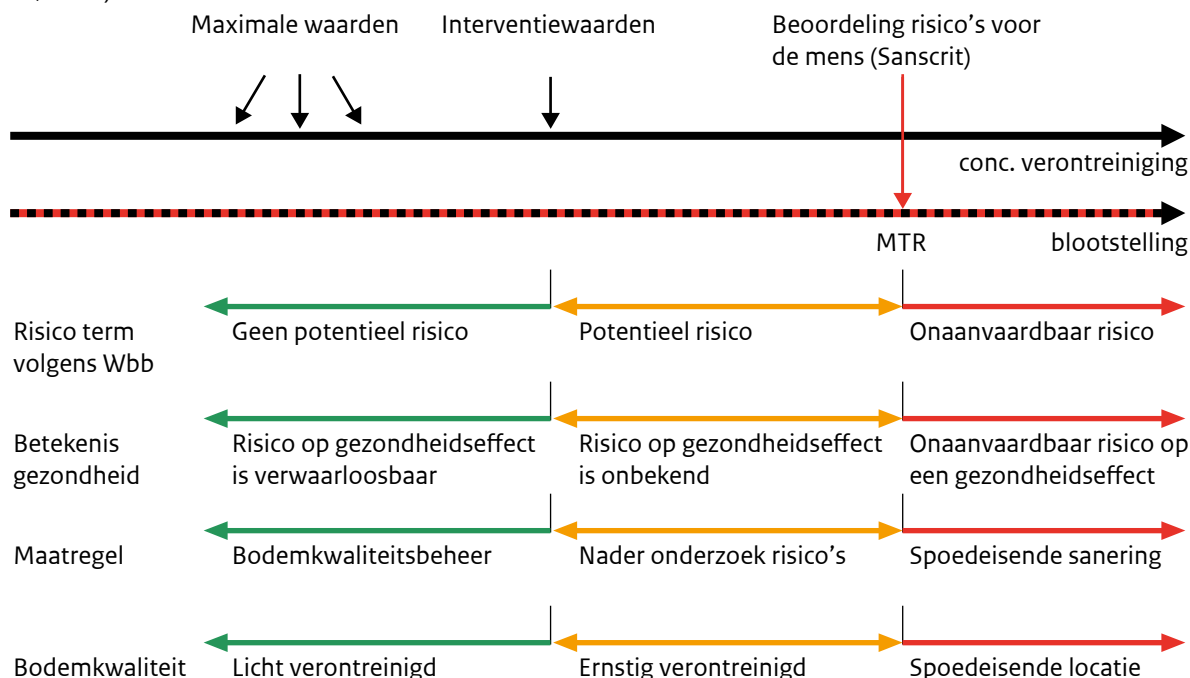 Maximale waarden
Interventiewaarden
Beoordeling risico's voor
de mens (Sanscrit)
conc. verontreiniging
MTR
blootstelling
Risico term
volgens Wbb
Geen potentieel risico
Potentieel risico
Onaanvaardbaar risico
Betekenis
gezondheid
Risico op gezondheidseffect
is verwaarloosbaar
Risico op gezondheidseffect
is onbekend
Onaanvaardbaar risico op
een gezondheidseffect
Maatregel
Bodemkwaliteitsbeheer
Nader onderzoek risico's
Spoedeisende sanering
Bodemkwaliteit
Licht verontreinigd
Ernstig verontreinigd
Spoedeisende locatie